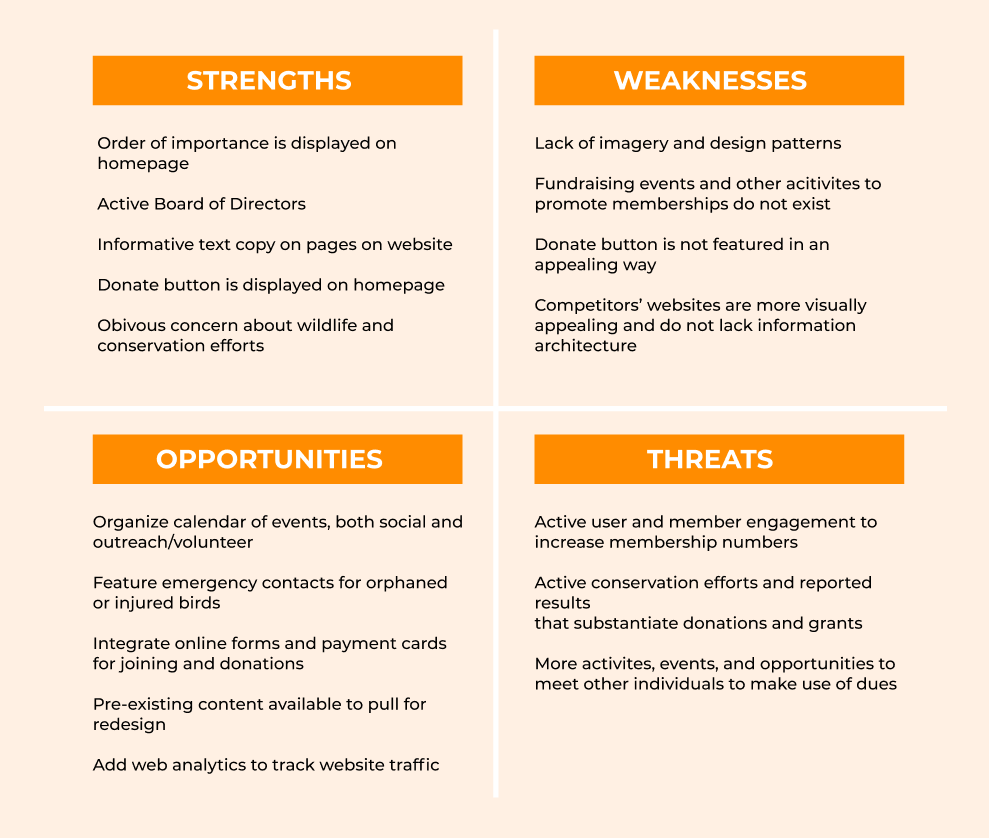 STRENGTHS
Order of importance is displayed on
homepage
Active Board of Directors
Informative text copy on pages on website
Donate button is displayed on homepage
Obivous concern about wildlife and
conservation efforts
WEAKNESSES
Lack of imagery and design patterns
Fundraising events and other acitivites to
promote memberships do not exist
Donate button is not featured in an
appealing way
Competitors’ websites are more visually
appealing and do not lack information
architecture
OPPORTUNITIES
Organize calendar of events, both social and
outreach/volunteer
Feature emergency contacts for orphaned
or injured birds
Integrate online forms and payment cards
for joining and donations
Pre-existing content available to pull for
redesign
Add web analytics to track website traffic
THREATS
Active user and member engagement to
increase membership numbers
Active conservation efforts and reported
results
that substantiate donations and grants
More activites, events, and opportunities to
meet other individuals to make use of dues